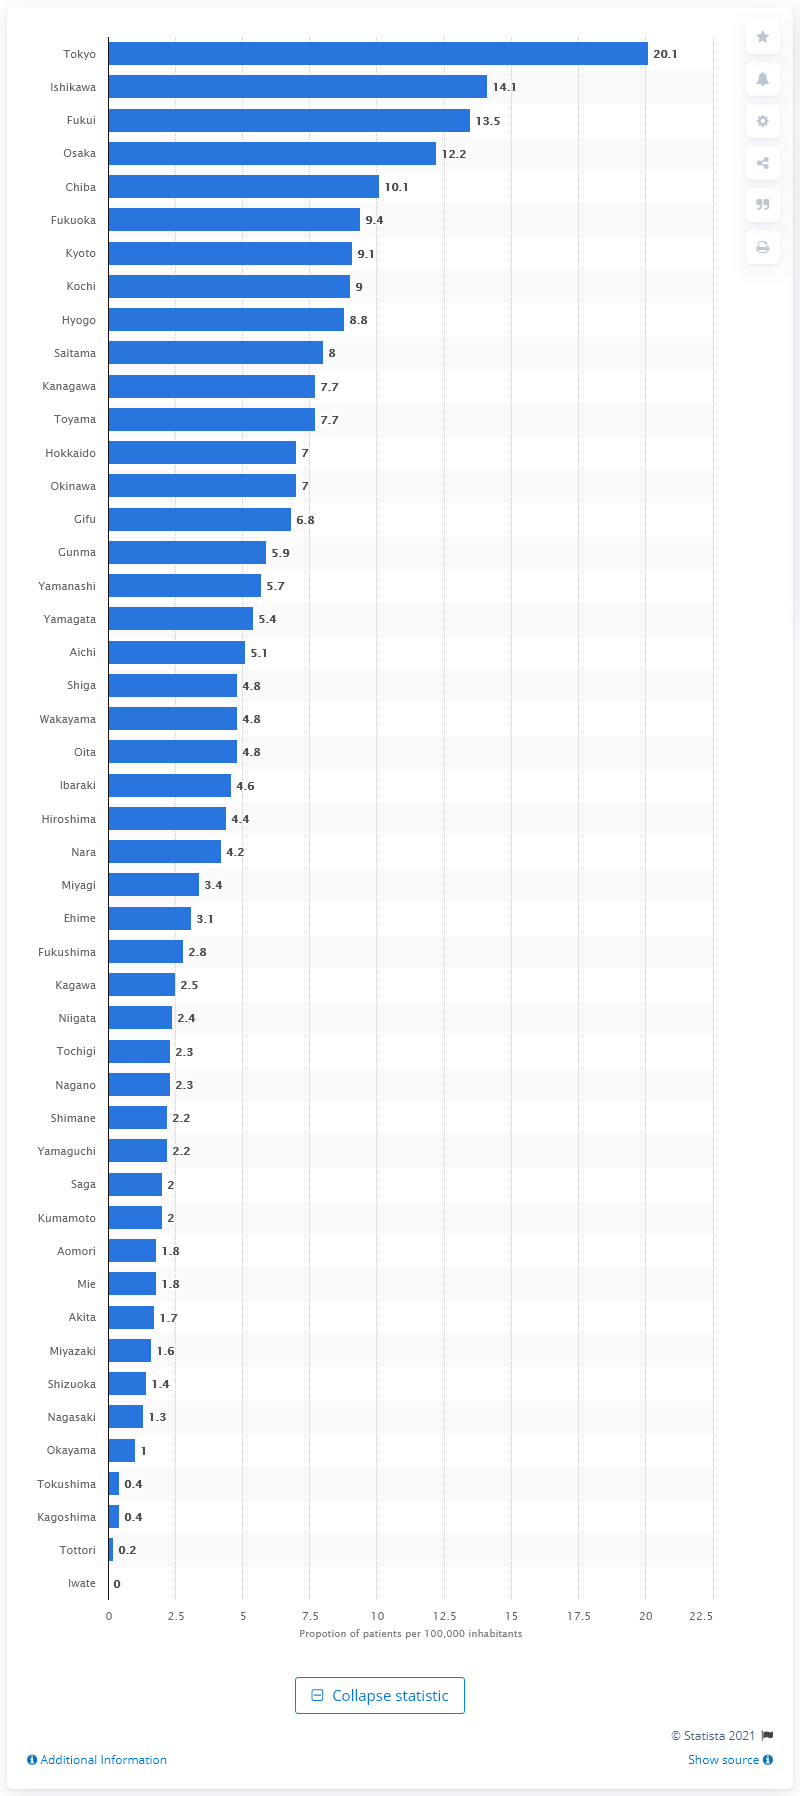 Tokyo 20.1
Ishikawa 14.1
Fukui 13.5
Osaka 12.2
Chiba 10.1
Fukuoka 9.4
Kyoto 9.1
Kochi 9
Hyogo 8.8
Saitama 8
Kanagawa 7.7
Toyama 7.7
Hokkaido 7
Okinawa 7
Gifu 6.8
Gunma 5.9
Yamanashi 5.7
Yamagata 5.4
Aichi 5.1
Shiga 4.8
Wakayama 4.8
Oita 4.8
Ibaraki 4.6
Hiroshima 4.4
Nara 4.2
Miyagi 3.4
Ehime 3.1
Fukushima 2.8
Kagawa 2.5
Niigata 2.4
Tochigi 2.3
Nagano 2.3
Shimane 2.2
Yamaguchi 2.2
Saga 2
Kumamoto 2
Aomori 1.8
Mie 1.8
Akita 1.7
Miyazaki 1.6
Shizuoka 1.4
Nagasaki 1.3
Okayama 1
Tokushima 0.4
Kagoshima 0.4
Tottori 0.2
Iwate 0
0 2.5 5 7.5 10 12.5 15 17.5 20 22.5
Propotion of patients per 100,000 inhabitants
Collapse statistic
© Statista 2021
Additional Information Show source